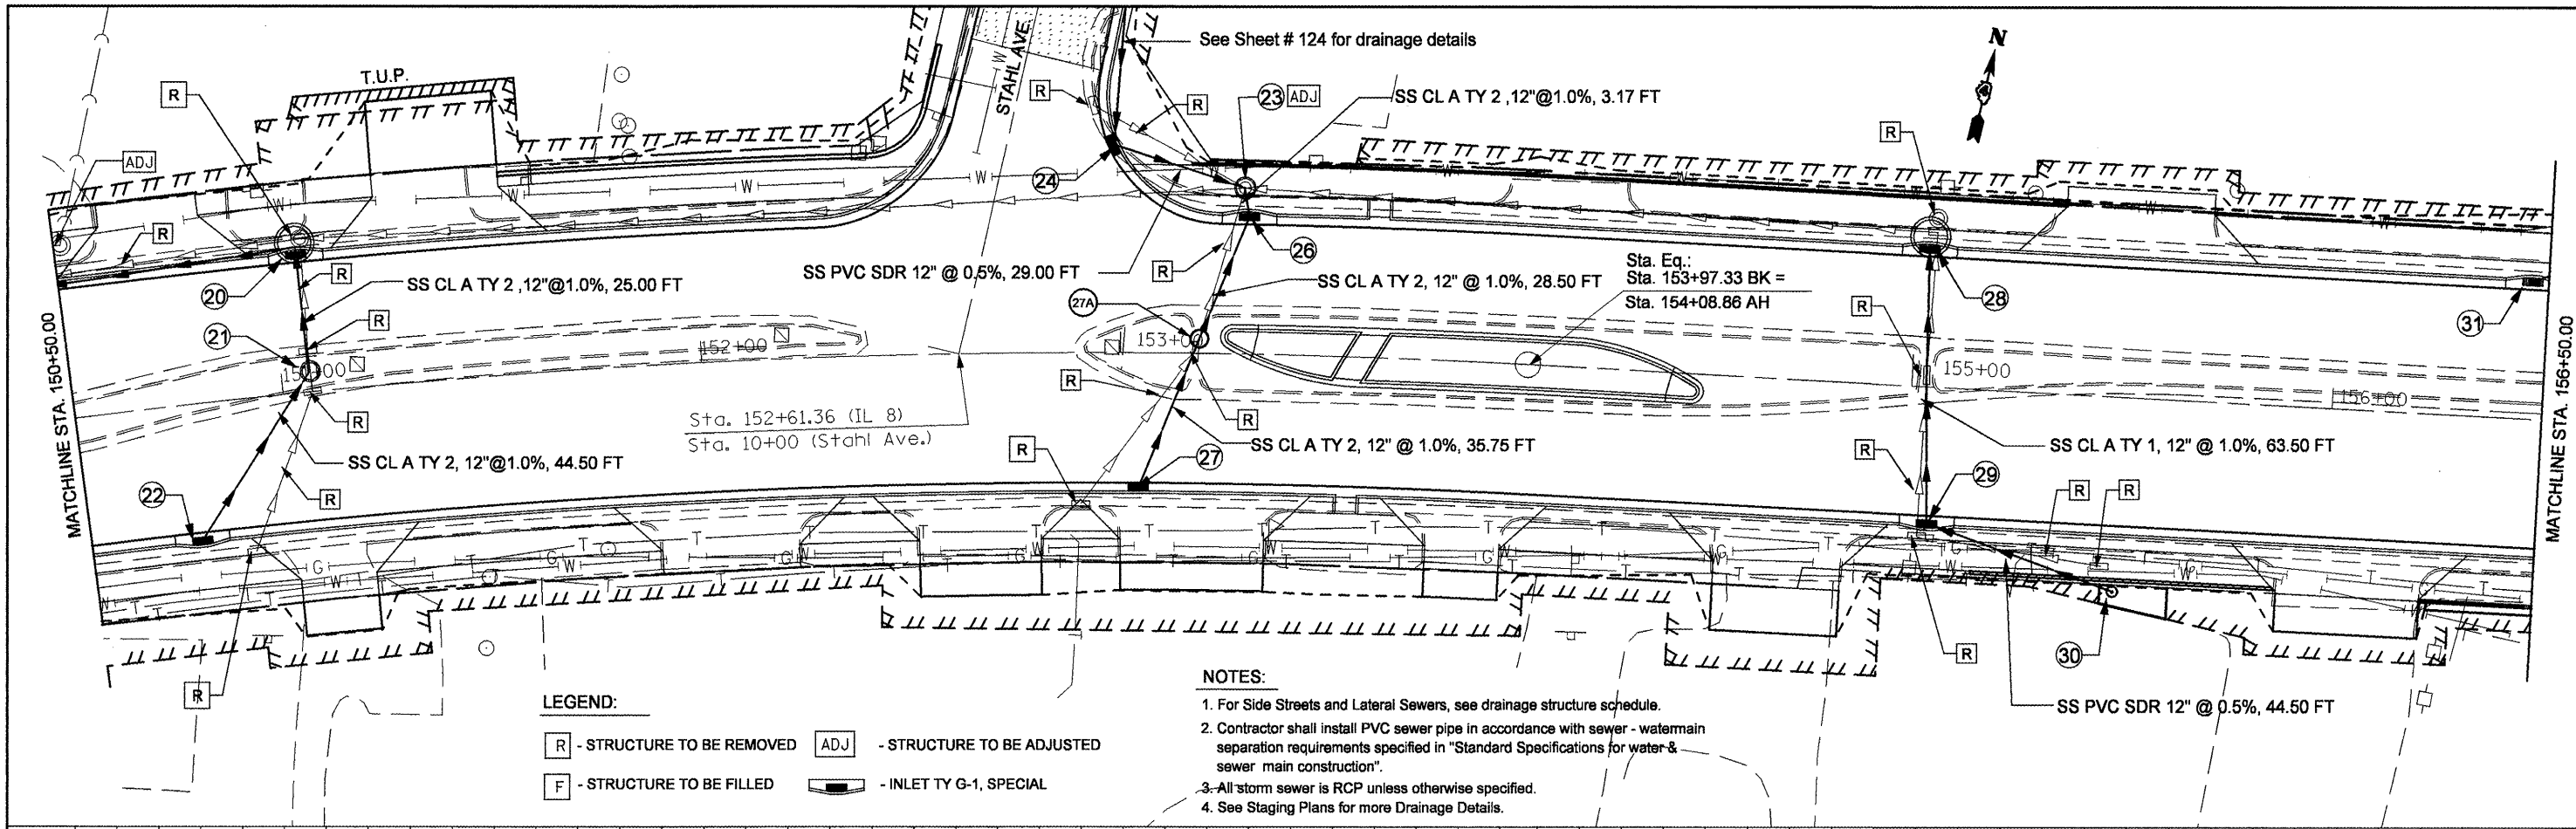 See Sheet # 124 for drainage details
N
T.U.P.
STAHL AVE.
R
R
R
23 ADJ
SS CL A TY 2 ,12"@1.0%, 3.17 FT
R
ADJ
24
W
W
W
W
W
R
26
R
SS PVC SDR 12" @ 0.5%, 29.00 FT
SS CL A TY 2, 12" @ 1.0%, 28.50 FT
Sta. Eq.:
Sta. 153+97.33 BK =
Sta. 154+08.86 AH
20
R
SS CL A TY 2 ,12"@1.0%, 25.00 FT
27A
R
28
31
21
R
152+00
153+00
155+00
156+00
R
R
R
Sta. 152+61.36 (IL 8)
Sta. 10+00 (Stahl Ave.)
MATCHLINE STA. 150+50.00
MATCHLINE STA. 156+50.00
SS CL A TY 2, 12"@1.0%, 44.50 FT
R
27
SS CL A TY 2, 12" @ 1.0%, 35.75 FT
R
SS CL A TY 1, 12" @ 1.0%, 63.50 FT
22
R
29
R
R
R
R
30
SS PVC SDR 12" @ 0.5%, 44.50 FT
LEGEND:
R - STRUCTURE TO BE REMOVED ADJ - STRUCTURE TO BE ADJUSTED
F - STRUCTURE TO BE FILLED - INLET TY G-1, SPECIAL
NOTES:
1. For Side Streets and Lateral Sewers, see drainage structure schedule.
2. Contractor shall install PVC sewer pipe in accordance with sewer - watermain
separation requirements specified in "Standard Specifications for water &
sewer main construction".
3. All storm sewer is RCP unless otherwise specified.
4. See Staging Plans for more Drainage Details.